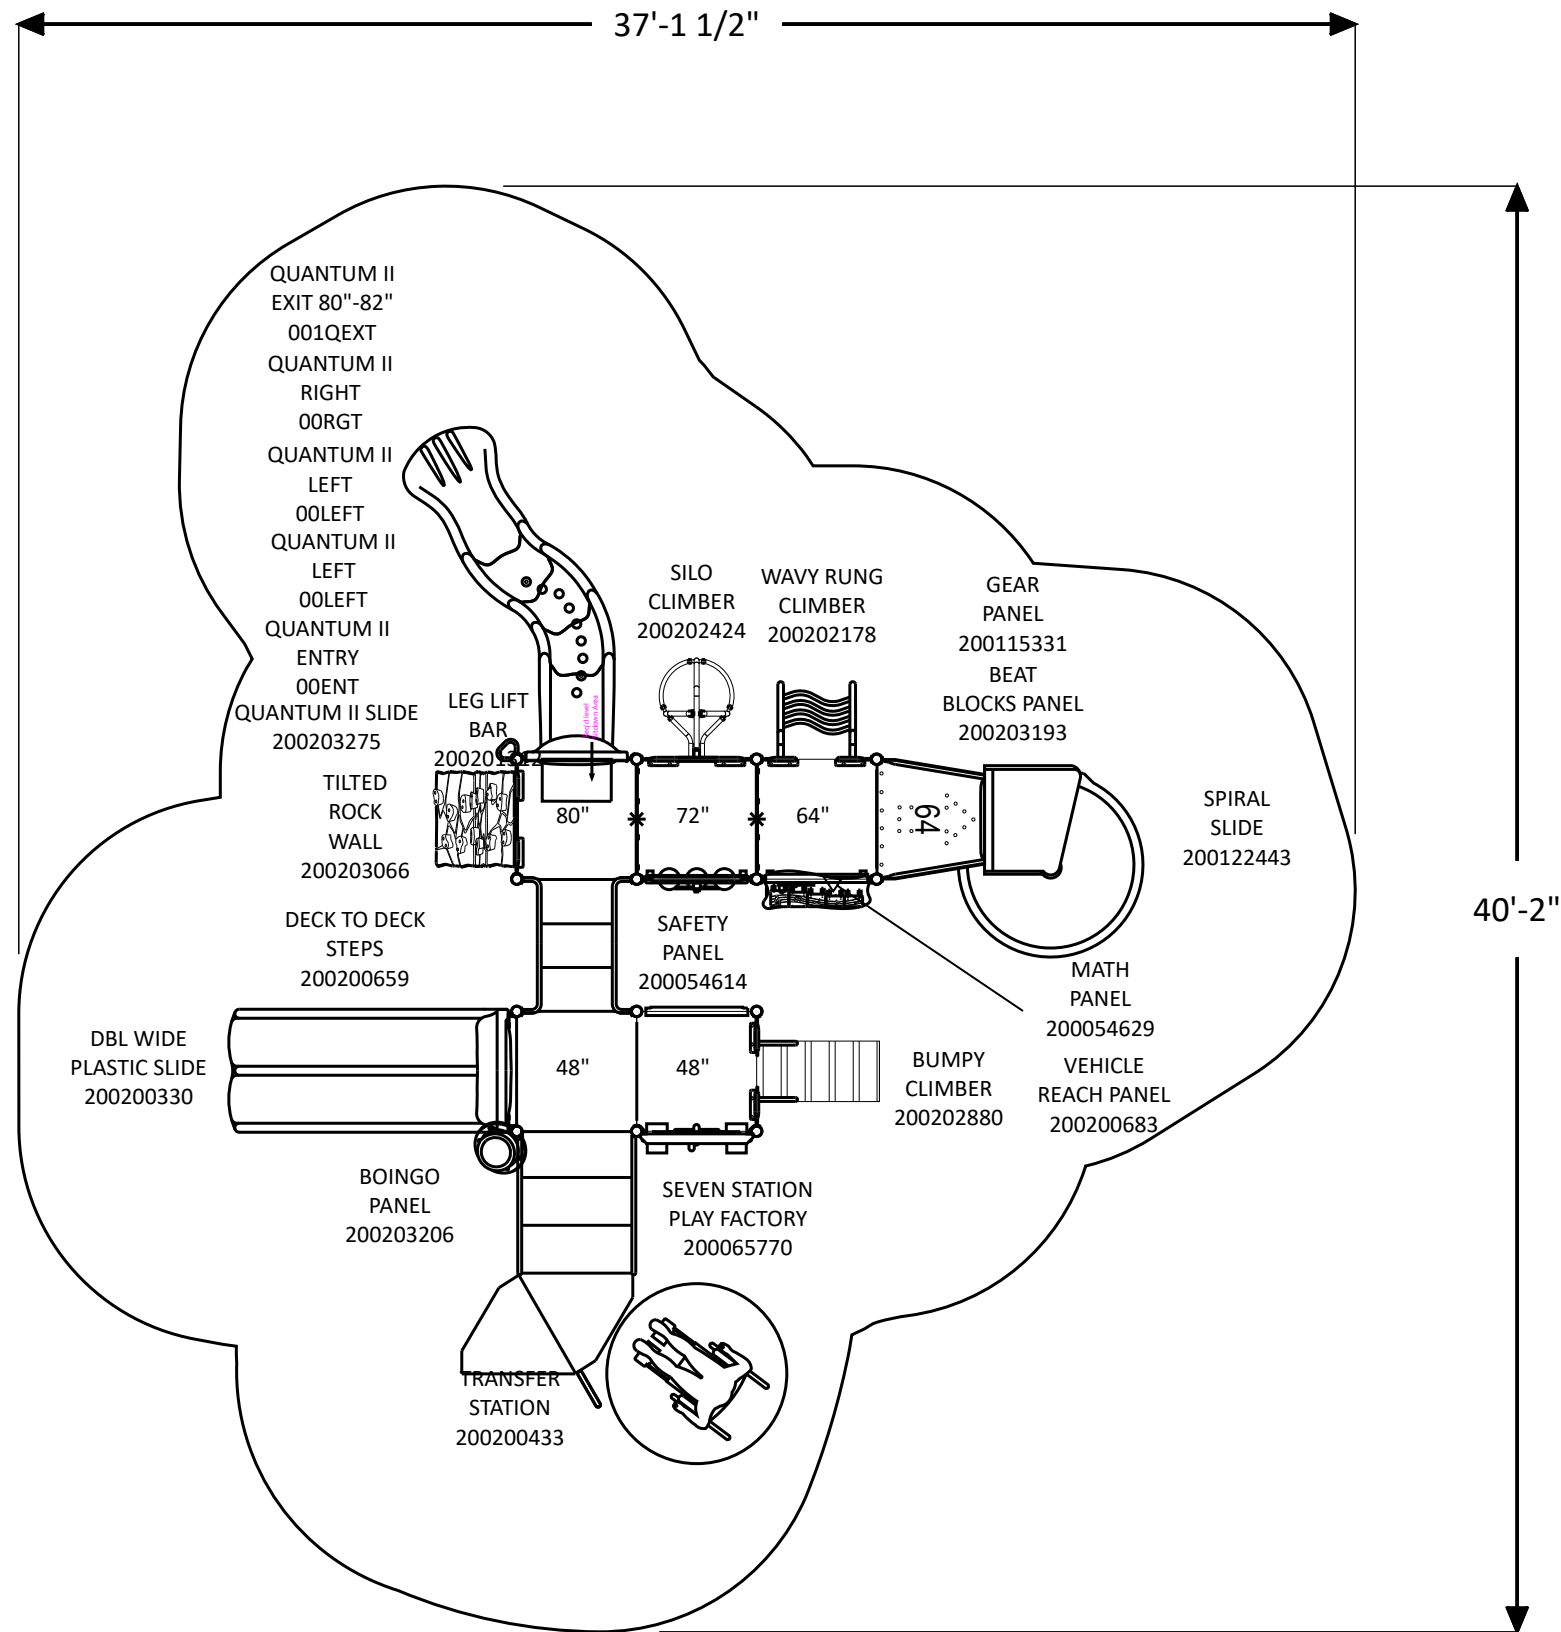 37'-1 1/2"
QUANTUM II
EXIT 80"-82"
001QEXT
QUANTUM II
RIGHT
00RGT
QUANTUM II
LEFT
00LEFT
QUANTUM II
LEFT
00LEFT
QUANTUM II
ENTRY
00ENT
QUANTUM II SLIDE
200203275
LEG LIFT
BAR
SILO
CLIMBER
200202424
WAVY RUNG
CLIMBER
200202178
GEAR
PANEL
200115331
BEAT
BLOCKS PANEL
200203193
TILTED
ROCK
WALL
200203066
80"
72"
64"
64
SPIRAL
SLIDE
200122443
40'-2"
DECK TO DECK
STEPS
200200659
SAFETY
PANEL
200054614
MATH
PANEL
200054629
DBL WIDE
PLASTIC SLIDE
200200330
48"
48"
BUMPY
CLIMBER
200202880
VEHICLE
REACH PANEL
200200683
BOINGO
PANEL
200203206
SEVEN STATION
PLAY FACTORY
200065770
TRANSFER
STATION
200200433